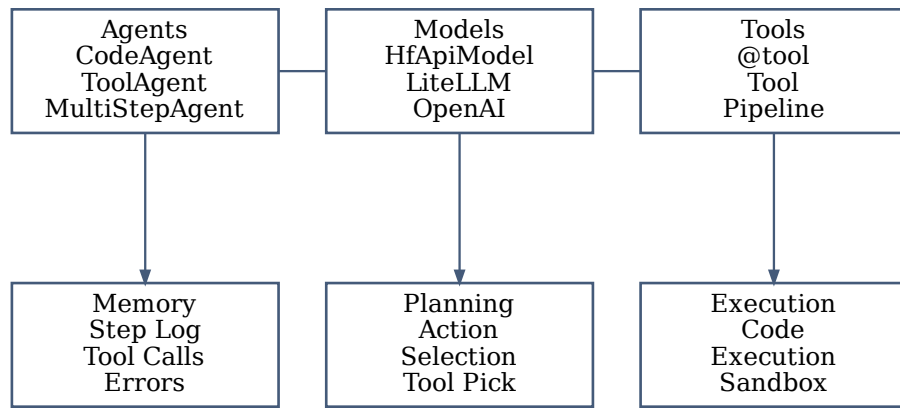 Agents
CodeAgent
ToolAgent
MultiStepAgent
Models
HfApiModel
LiteLLM
OpenAI
Tools
@tool
Tool
Pipeline
Memory
Step Log
Tool Calls
Errors
Planning
Action
Selection
Tool Pick
Execution
Code
Execution
Sandbox